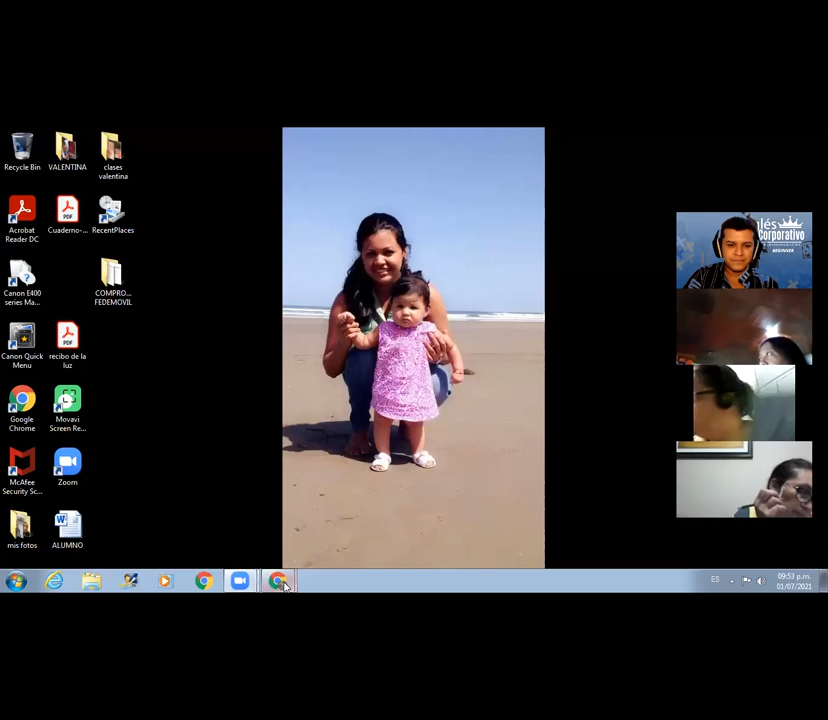 Recycle Bin
VALENTINA
clases
valentina
Acrobat
Reader DC
Cuaderno-...
RecentPlaces
Canon E400
series Ma...
COMPRO...
FEDEMOVIL
Canon Quick
Menu
recibo de la
luz
Google
Chrome
Movavi
Screen Re...
McAfee
Security Sc...
Zoom
mis fotos
ALUMNO
glés
Corporativo
BEGINNER
ES
09:53 p.m.
01/07/2021